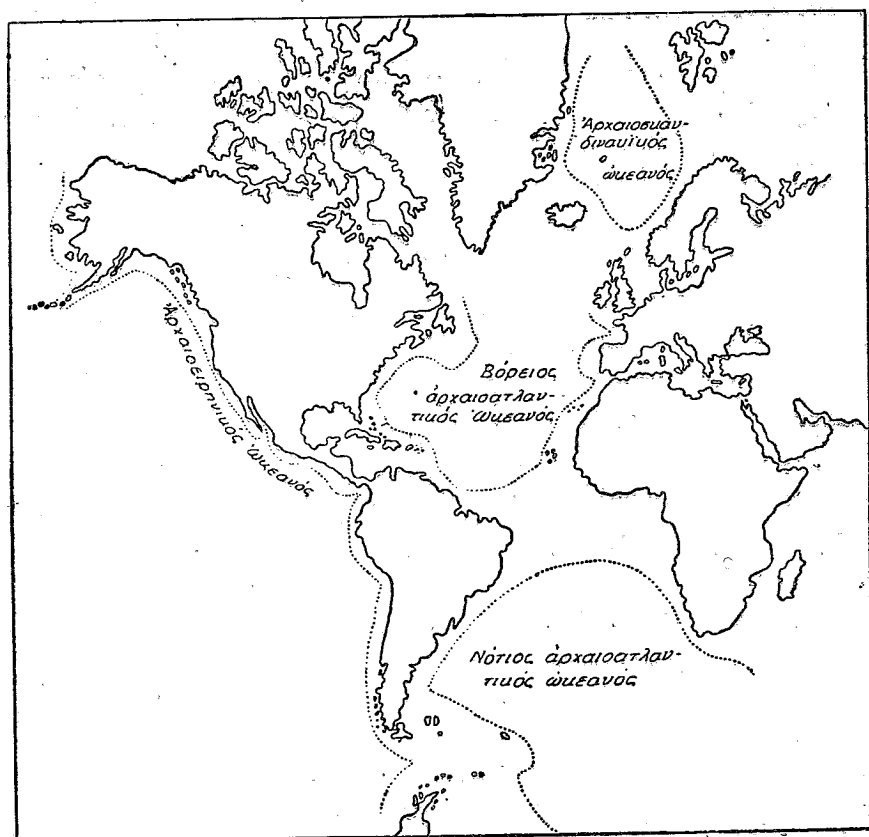 Ἀρχαιοσκαν-
διναυϊκός
ὠκεανός
Ἀρχαιοειρηνικός ὠκεανός
Βόρειος
ἀρχαιοατλαν-
τικός ὠκεανός
Νότιος ἀρχαιοατλαν-
τικός ὠκεανός